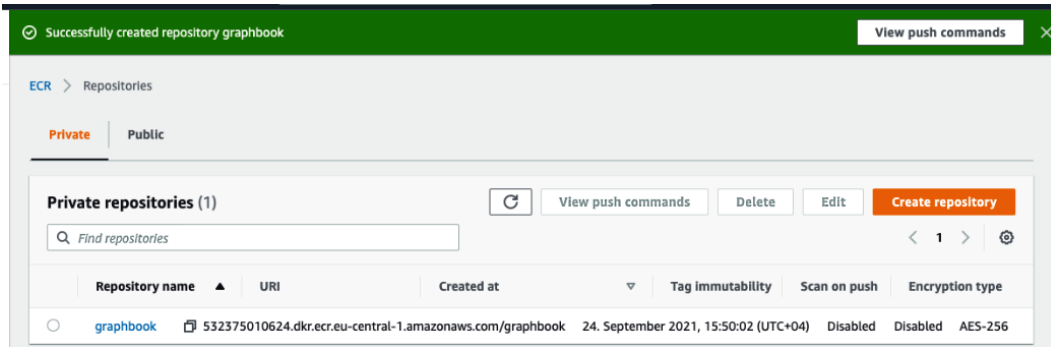 Successfully created repository graphbook View push commands
ECR > Repositories
Private Public
Private repositories (1) View push commands Delete Edit Create repository
Find repositories < 1 >
Repository name URI Created at Tag immutability Scan on push Encryption type
graphbook 532375010624.dkr.ecr.eu-central-1.amazonaws.com/graphbook 24. September 2021, 15:50:02 (UTC+04) Disabled Disabled AES-256